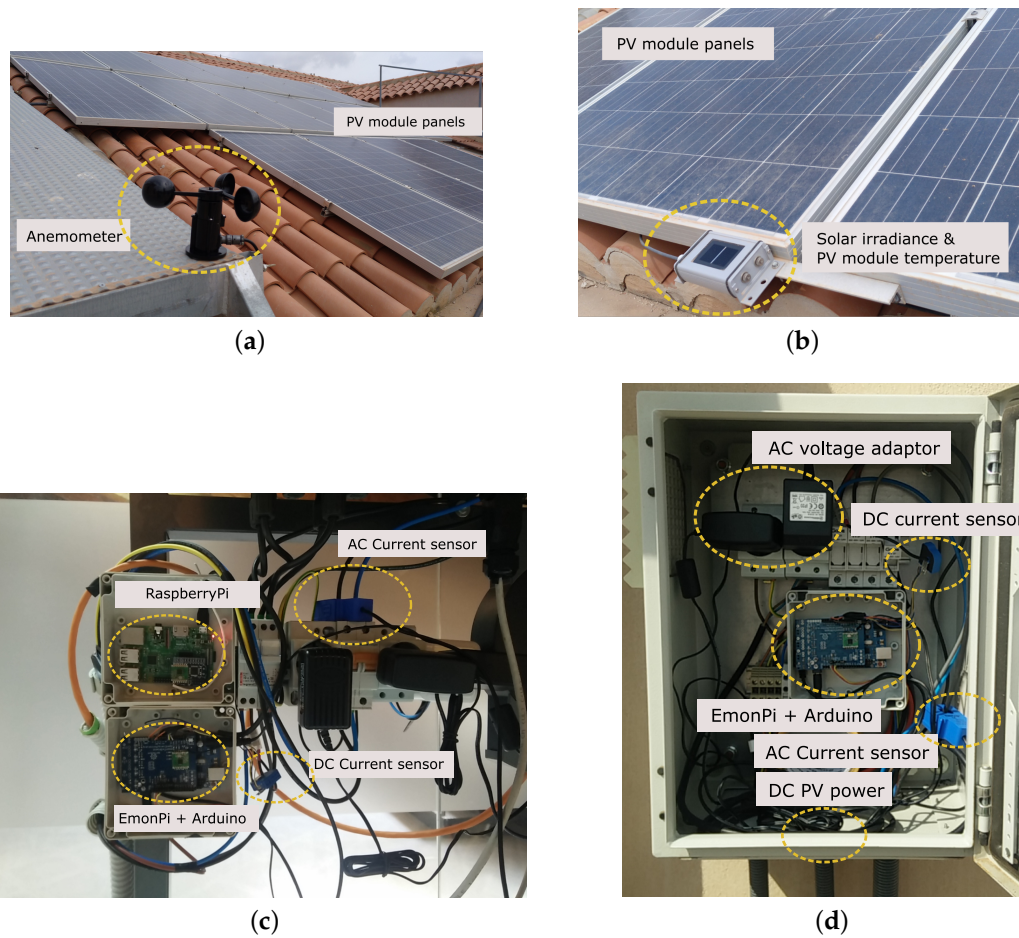 PV module panels
Anemometer
(a)
PV module panels
Solar irradiance &
PV module temperature
(b)
AC Current sensor
RaspberryPi
DC Current sensor
EmonPi + Arduino
(c)
AC voltage adaptor
DC current sensor
EmonPi + Arduino
AC Current sensor
DC PV power
(d)